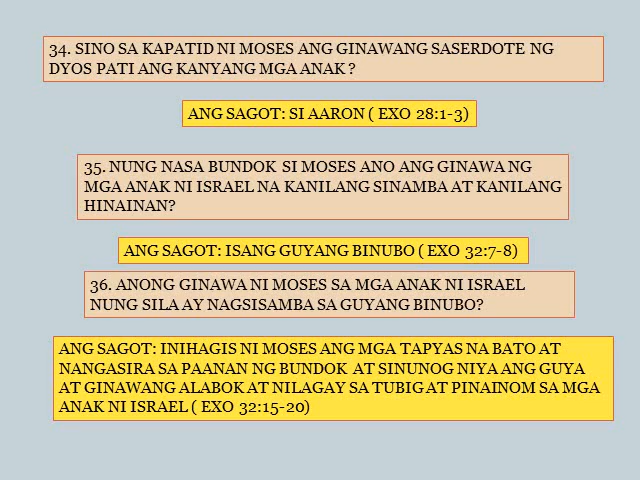 34. SINO SA KAPATID NI MOSES ANG GINAWANG SASERDOTE NG
DYOS PATI ANG KANYANG MGA ANAK ?
ANG SAGOT: SI AARON ( EXO 28:1-3)
35. NUNG NASA BUNDOK SI MOSES ANO ANG GINAWA NG
MGA ANAK NI ISRAEL NA KANILANG SINAMBA AT KANILANG
HINAINAN?
ANG SAGOT: ISANG GUYANG BINUBO ( EXO 32:7-8)
36. ANONG GINAWA NI MOSES SA MGA ANAK NI ISRAEL
NUNG SILA AY NAGSISAMBA SA GUYANG BINUBO?
ANG SAGOT: INIHAGIS NI MOSES ANG MGA TAPYAS NA BATO AT
NANGASIRA SA PAANAN NG BUNDOK AT SINUNOG NIYA ANG GUYA
AT GINAWANG ALABOK AT NILAGAY SA TUBIG AT PINAINOM SA MGA
ANAK NI ISRAEL ( EXO 32:15-20)